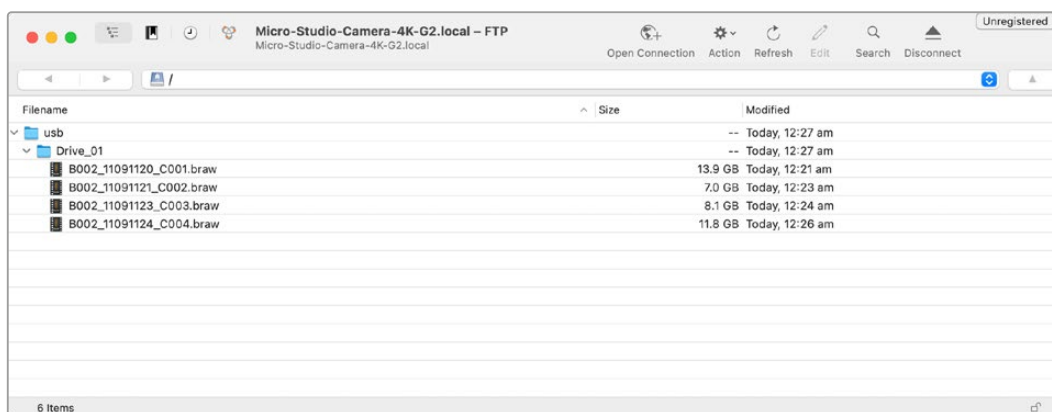 Micro-Studio-Camera-4K-G2.local – FTP
Micro-Studio-Camera-4K-G2.local
Unregistered
Open Connection Action Refresh Edit Search Disconnect
/
Filename Size Modified
usb -- Today, 12:27 am
Drive_01 -- Today, 12:27 am
B002_11091120_C001.braw 13.9 GB Today, 12:21 am
B002_11091121_C002.braw 7.0 GB Today, 12:23 am
B002_11091123_C003.braw 8.1 GB Today, 12:24 am
B002_11091124_C004.braw 11.8 GB Today, 12:26 am
6 Items